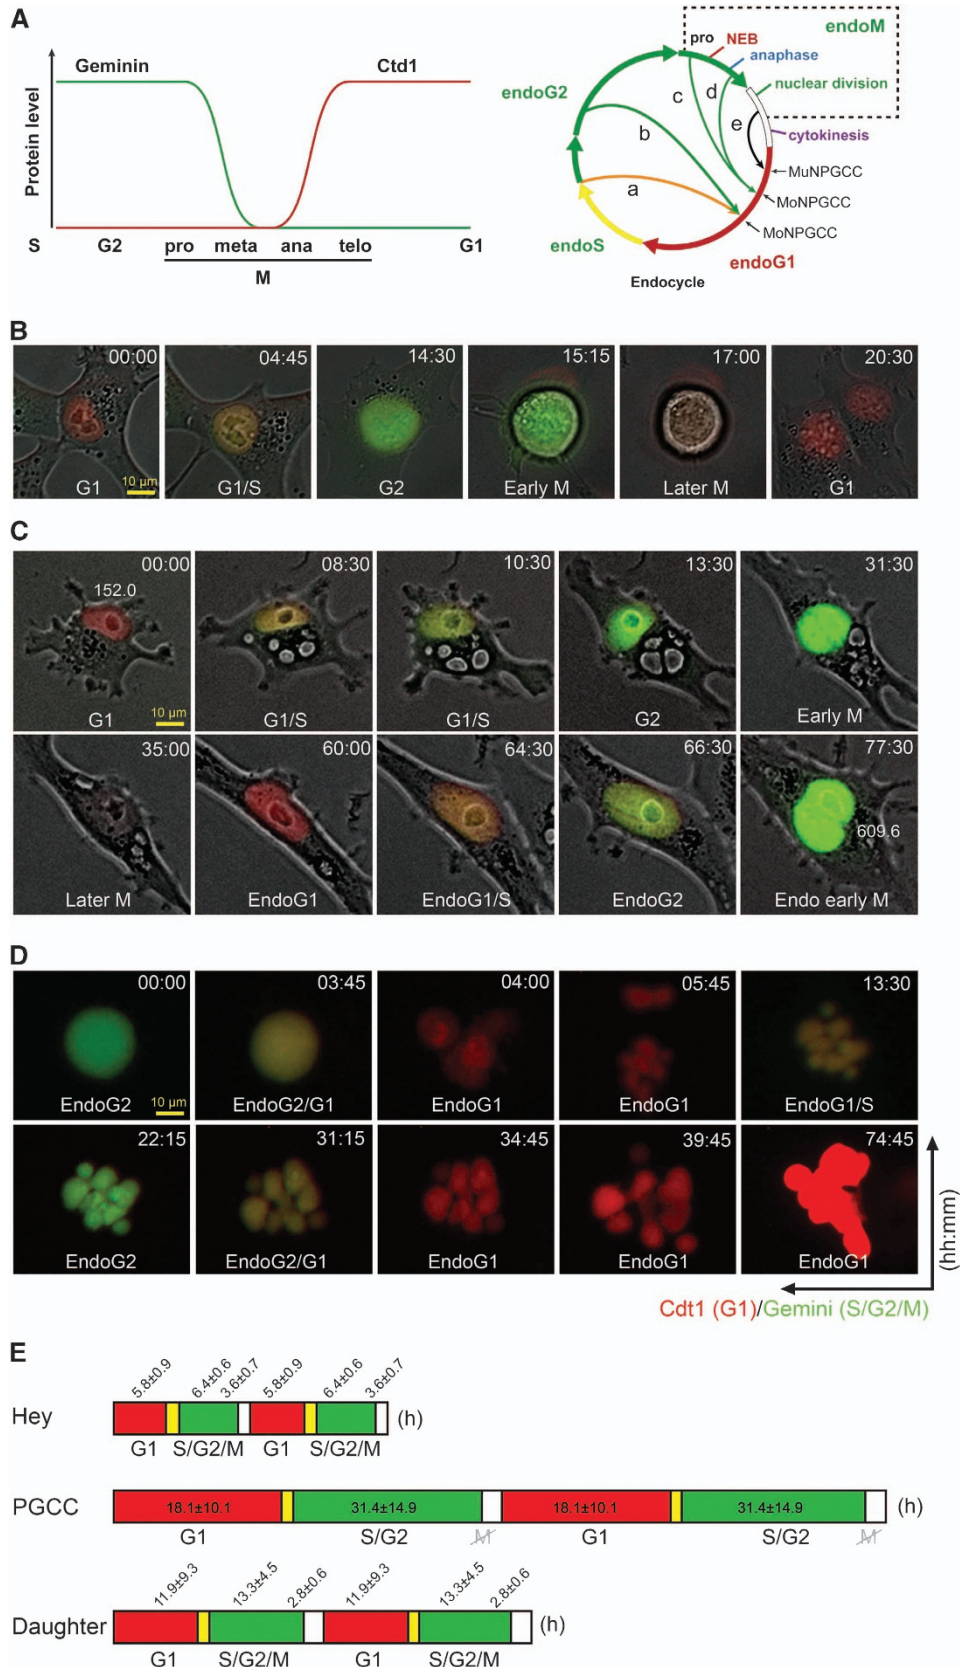 A
Geminin
Ctd1
Protein level
S
G2
pro
meta
ana
telo
G1
M
endoM
pro
NEB
anaphase
nuclear division
endoG2
c
d
e
b
cytokinesis
MuNPGCC
a
MoNPGCC
MoNPGCC
endoS
endoG1
Endocycle
B
00:00
04:45
14:30
15:15
17:00
20:30
10 µm
G1
G1/S
G2
Early M
Later M
G1
C
00:00
08:30
10:30
13:30
31:30
152.0
10 µm
G1
G1/S
G1/S
G2
Early M
35:00
60:00
64:30
66:30
77:30
609.6
Later M
EndoG1
EndoG1/S
EndoG2
Endo early M
D
00:00
03:45
04:00
05:45
13:30
10 µm
EndoG2
EndoG2/G1
EndoG1
EndoG1
EndoG1/S
22:15
31:15
34:45
39:45
74:45
EndoG2
EndoG2/G1
EndoG1
EndoG1
EndoG1
(hh:mm)
Cdt1 (G1)/Gemini (S/G2/M)
E
5.8±0.9
6.4±0.6
3.6±0.7
5.8±0.9
6.4±0.6
3.6±0.7
Hey
(h)
G1
S/G2/M
G1
S/G2/M
PGCC
18.1±10.1
31.4±14.9
18.1±10.1
31.4±14.9
(h)
G1
S/G2
M
G1
S/G2
M
11.9±9.3
13.3±4.5
2.8±0.6
11.9±9.3
13.3±4.5
2.8±0.6
Daughter
(h)
G1
S/G2/M
G1
S/G2/M